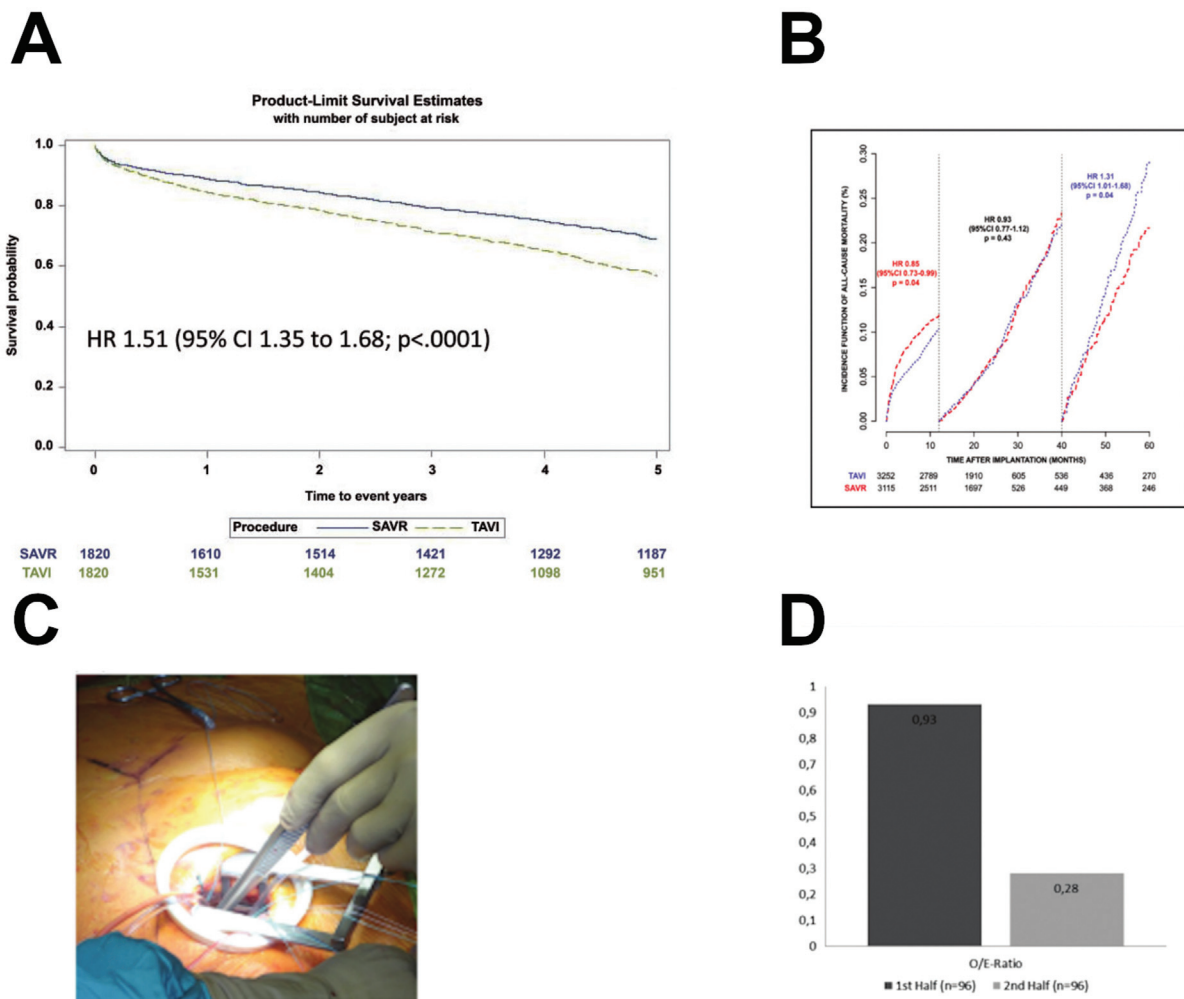 A
Product-Limit Survival Estimates
with number of subject at risk
Survival probability
1.0
0.8
0.6
0.4
0.2
0.0
HR 1.51 (95% CI 1.35 to 1.68; p<.0001)
0 1 2 3 4 5
Time to event years
Procedure SAVR TAVI
SAVR 1820 1610 1514 1421 1292 1187
TAVI 1820 1531 1404 1272 1098 951
B
INCIDENCE FUNCTION OF ALL-CAUSE MORTALITY (%)
0.30
0.25
0.20
0.15
0.10
0.05
0.00
HR 0.85
(95%CI 0.73-0.99)
p = 0.04
HR 0.93
(95%CI 0.77-1.12)
p = 0.43
HR 1.31
(95%CI 1.01-1.68)
p = 0.04
0 10 20 30 40 50 60
TIME AFTER IMPLANTATION (MONTHS)
TAVI 3252 2789 1910 605 536 436 270
SAVR 3115 2511 1697 526 449 368 246
C
D
1
0,9
0,8
0,7
0,6
0,5
0,4
0,3
0,2
0,1
0
0,93
0,28
O/E-Ratio
1st Half (n=96) 2nd Half (n=96)